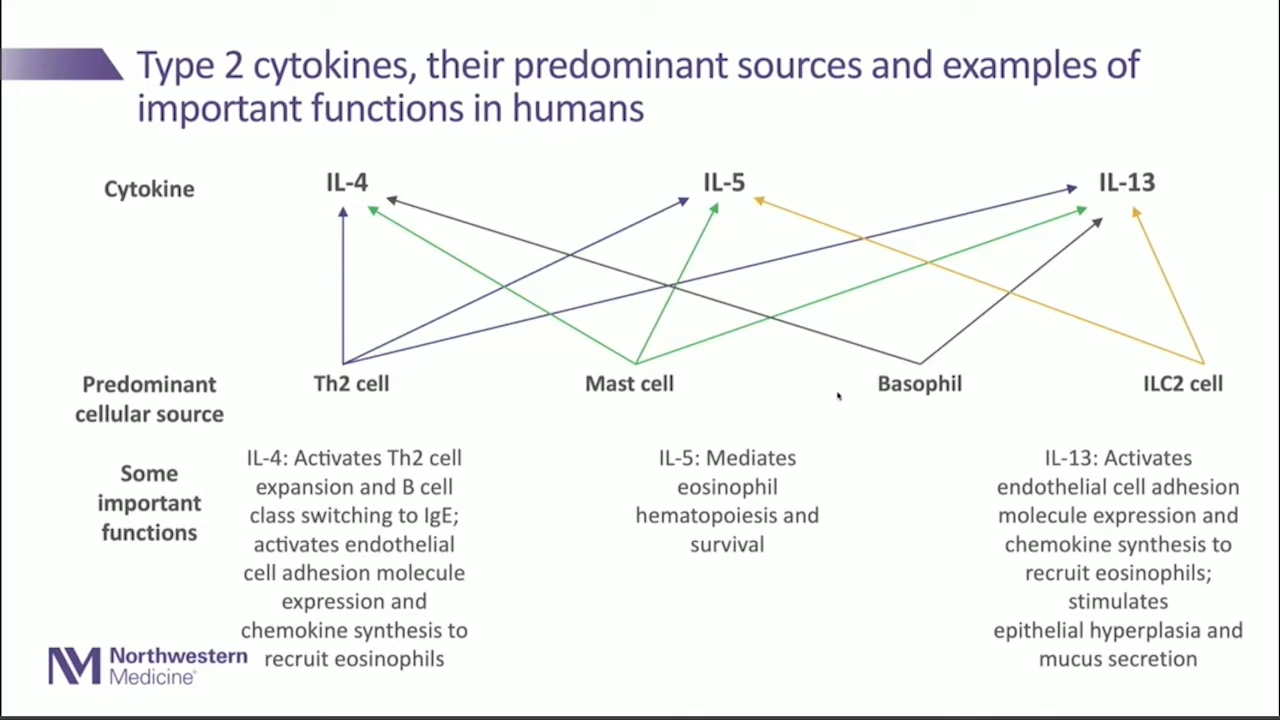 Type 2 cytokines, their predominant sources and examples of
important functions in humans
Cytokine
IL-4
IL-5
IL-13
Predominant
cellular source
Th2 cell
Mast cell
Basophil
ILC2 cell
Some
important
functions
IL-4: Activates Th2 cell
expansion and B cell
class switching to IgE;
activates endothelial
cell adhesion molecule
expression and
chemokine synthesis to
recruit eosinophils
IL-5: Mediates
eosinophil
hematopoiesis and
survival
IL-13: Activates
endothelial cell adhesion
molecule expression and
chemokine synthesis to
recruit eosinophils;
stimulates
epithelial hyperplasia and
mucus secretion
NM
Northwestern
Medicine®